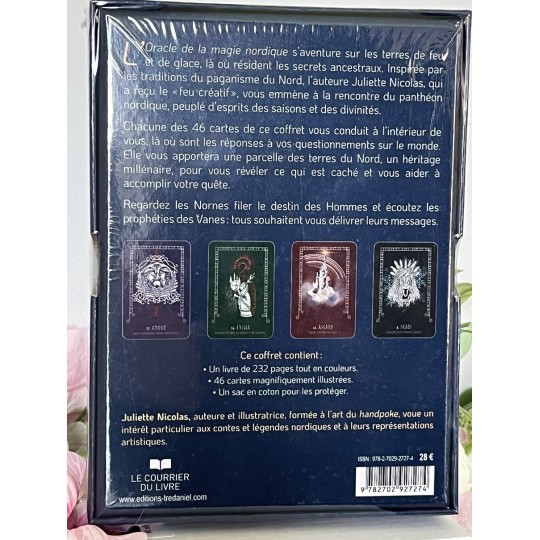 L'Oracle de la magie nordique s'aventure sur les terres de feu
et de glace, là où résident les secrets ancestraux. Inspirée par
les traditions du paganisme du Nord, l'auteure Juliette Nicolas, qui
a reçu le « feu créatif », vous emmène à la rencontre du panthéon
nordique, peuplé d'esprits des saisons et des divinités.
Chacune des 46 cartes de ce coffret vous conduit à l'intérieur de
vous, là où sont les réponses à vos questionnements sur le monde.
Elle vous apportera une parcelle des terres du Nord, un héritage
millénaire, pour vous révéler ce qui est caché et vous aider à
accomplir votre quête.
Regardez les Nornes filer le destin des Hommes et écoutez les
prophéties des Vanes : tous souhaitent vous délivrer leurs messages.
ASGARD
SKADI
Ce coffret contient :
• Un livre de 232 pages tout en couleurs.
• 46 cartes magnifiquement illustrées.
• Un sac en coton pour les protéger.
Juliette Nicolas, auteure et illustratrice, formée à l'art du handpoke, voue un
intérêt particulier aux contes et légendes nordiques et à leurs représentations
artistiques.
ISBN : 978-2-7029-2727-4
28 €
LE COURRIER
DU LIVRE
www.editions-tredaniel.com
9 782702 927274